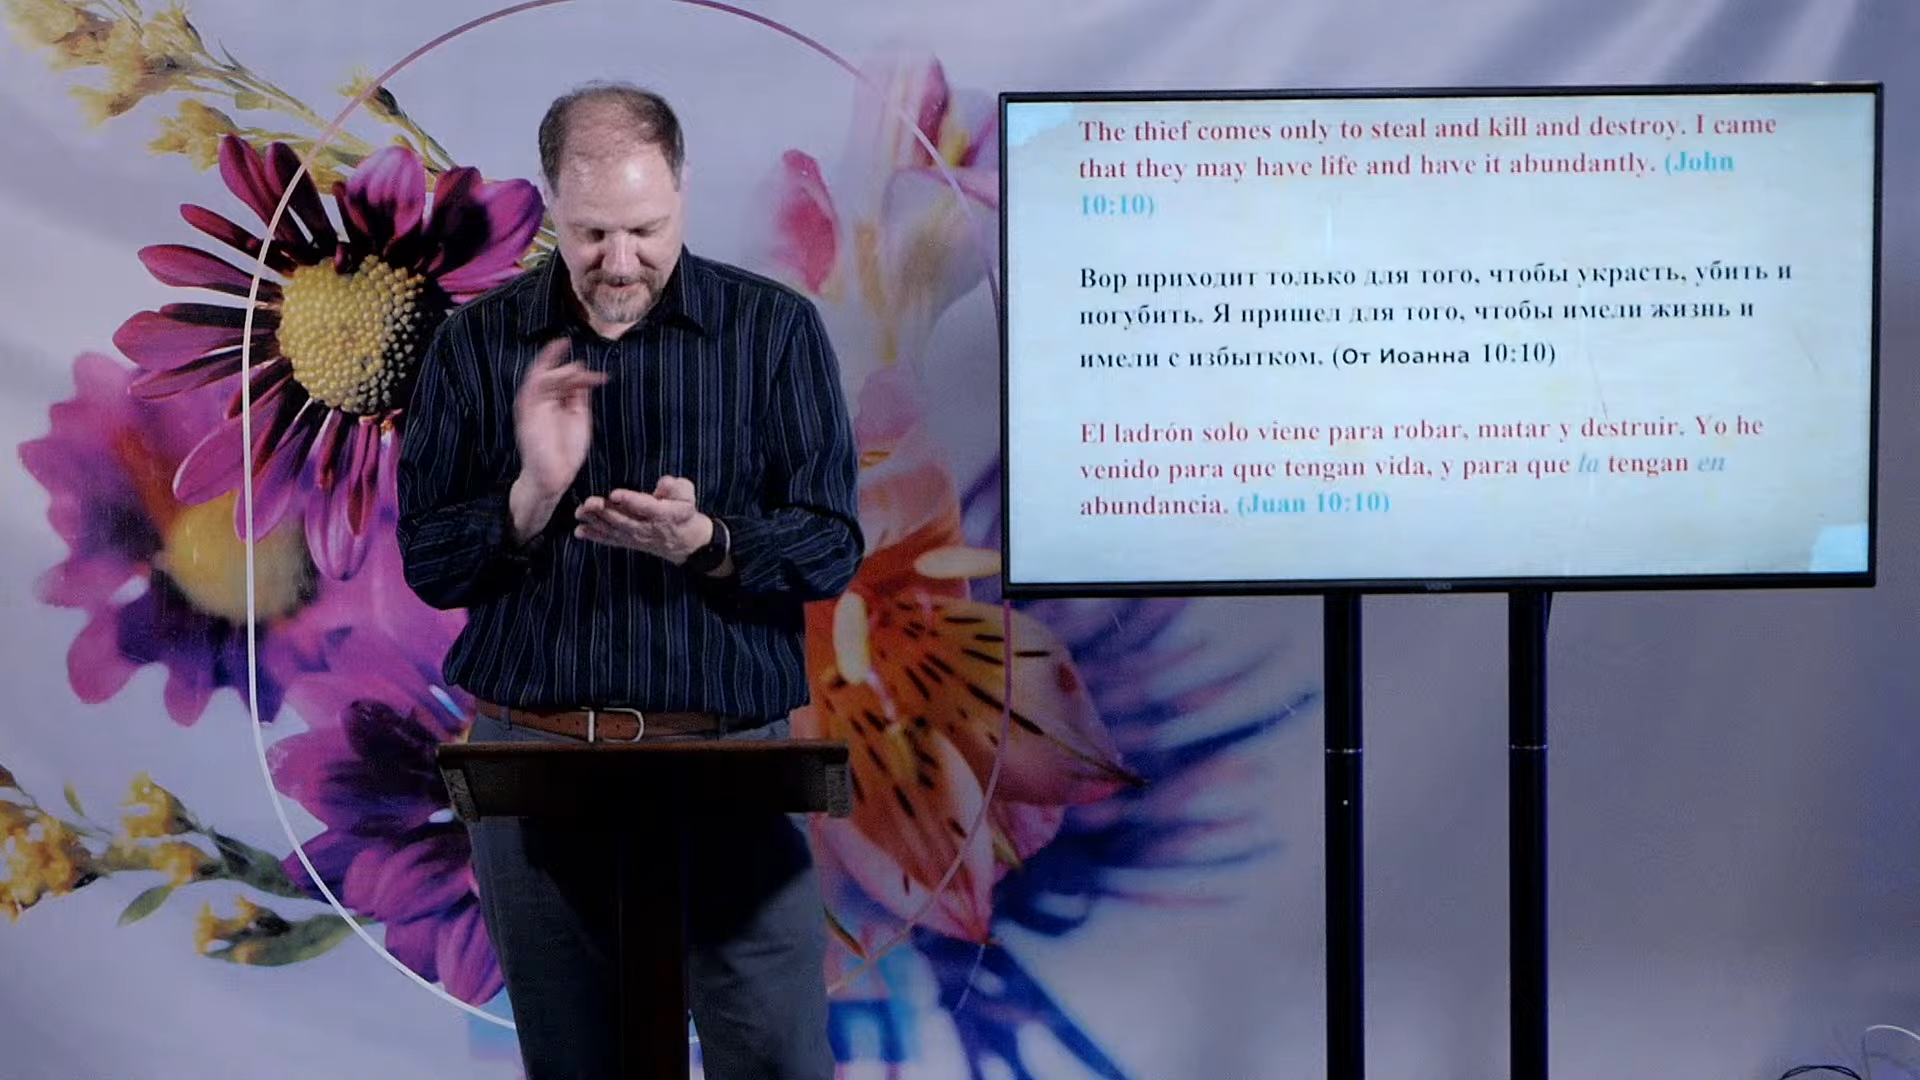 The thief comes only to steal and kill and destroy. I came
that they may have life and have it abundantly. (John
10:10)
Вор приходит только для того, чтобы украсть, убить и
погубить. Я пришел для того, чтобы имели жизнь и
имели с избытком. (От Иоанна 10:10)
El ladrón solo viene para robar, matar y destruir. Yo he
venido para que tengan vida, y para que la tengan en
abundancia. (Juan 10:10)
VIZIO